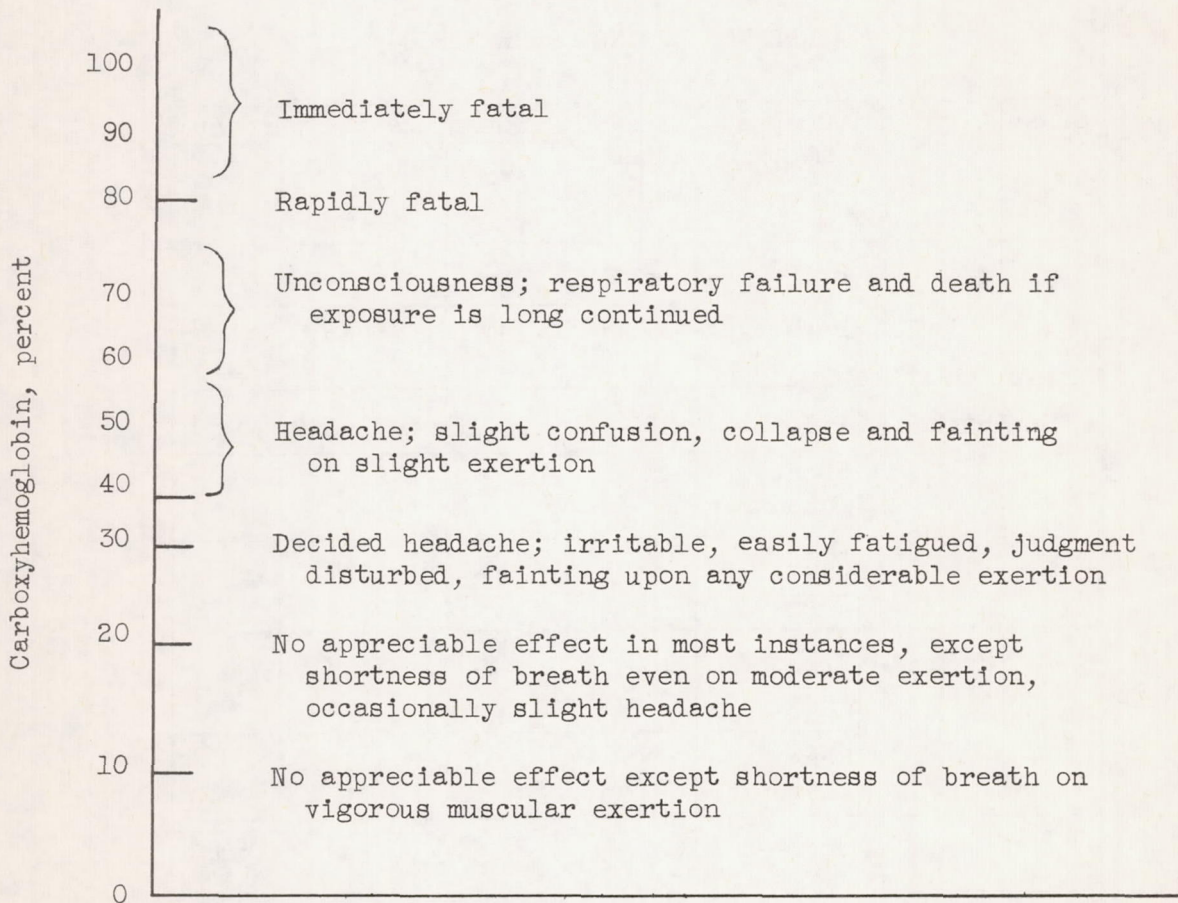 100
Immediately fatal
90
80
Rapidly fatal
Unconsciousness; respiratory failure and death if
70
exposure is long continued
60
50
Headache; slight confusion, collapse and fainting
on slight exertion
40
30
Decided headache; irritable, easily fatigued, judgment
disturbed, fainting upon any considerable exertion
20
No appreciable effect in most instances, except
shortness of breath even on moderate exertion,
occasionally slight headache
10
No appreciable effect except shortness of breath on
vigorous muscular exertion
0
Carboxyhemoglobin, percent